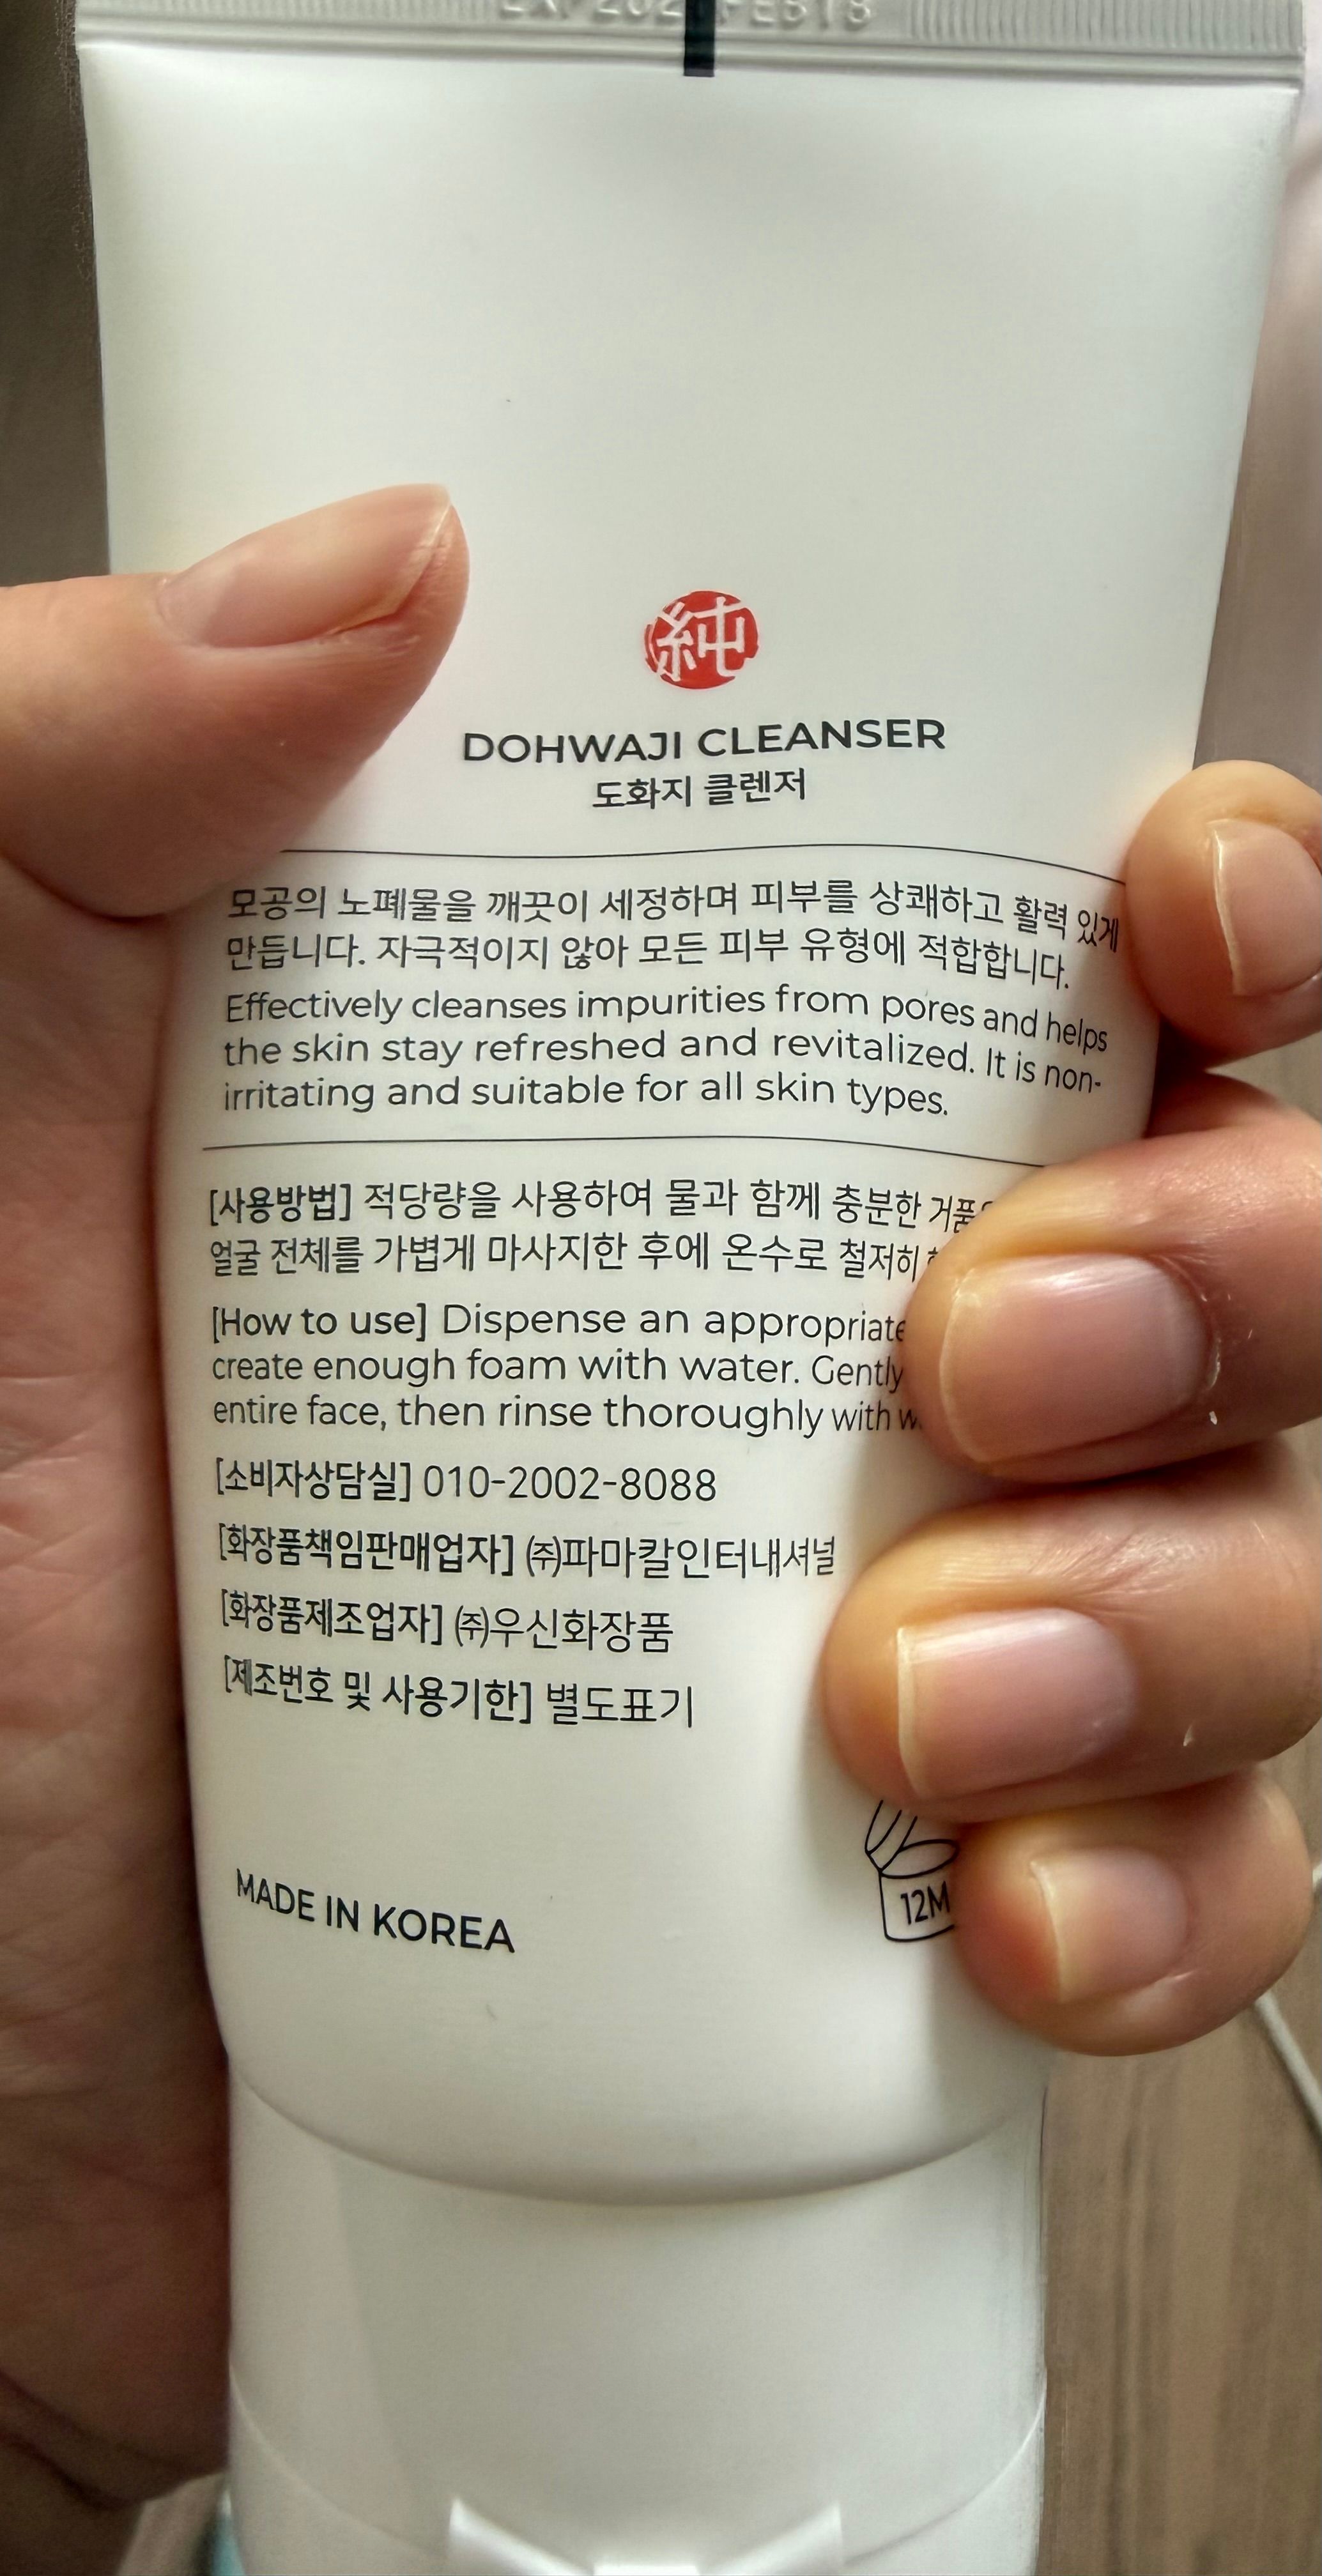 純
DOHWAJI CLEANSER
도화지 클렌저
모공의 노폐물을 깨끗이 세정하며 피부를 상쾌하고 활력 있게
만듭니다. 자극적이지 않아 모든 피부 유형에 적합합니다.
Effectively cleanses impurities from pores and helps
the skin stay refreshed and revitalized. It is non-
irritating and suitable for all skin types.
[사용방법] 적당량을 사용하여 물과 함께 충분한
얼굴 전체를 가볍게 마사지한 후에 온수로 철저히
[How to use] Dispense an appropriate
create enough foam with water. Gently
entire face, then rinse thoroughly with
[소비자상담실] 010-2002-8088
[화장품책임판매업자] ㈜파마칼인터내셔널
[화장품제조업자] ㈜우신화장품
[제조번호 및 사용기한] 별도표기
12M
MADE IN KOREA